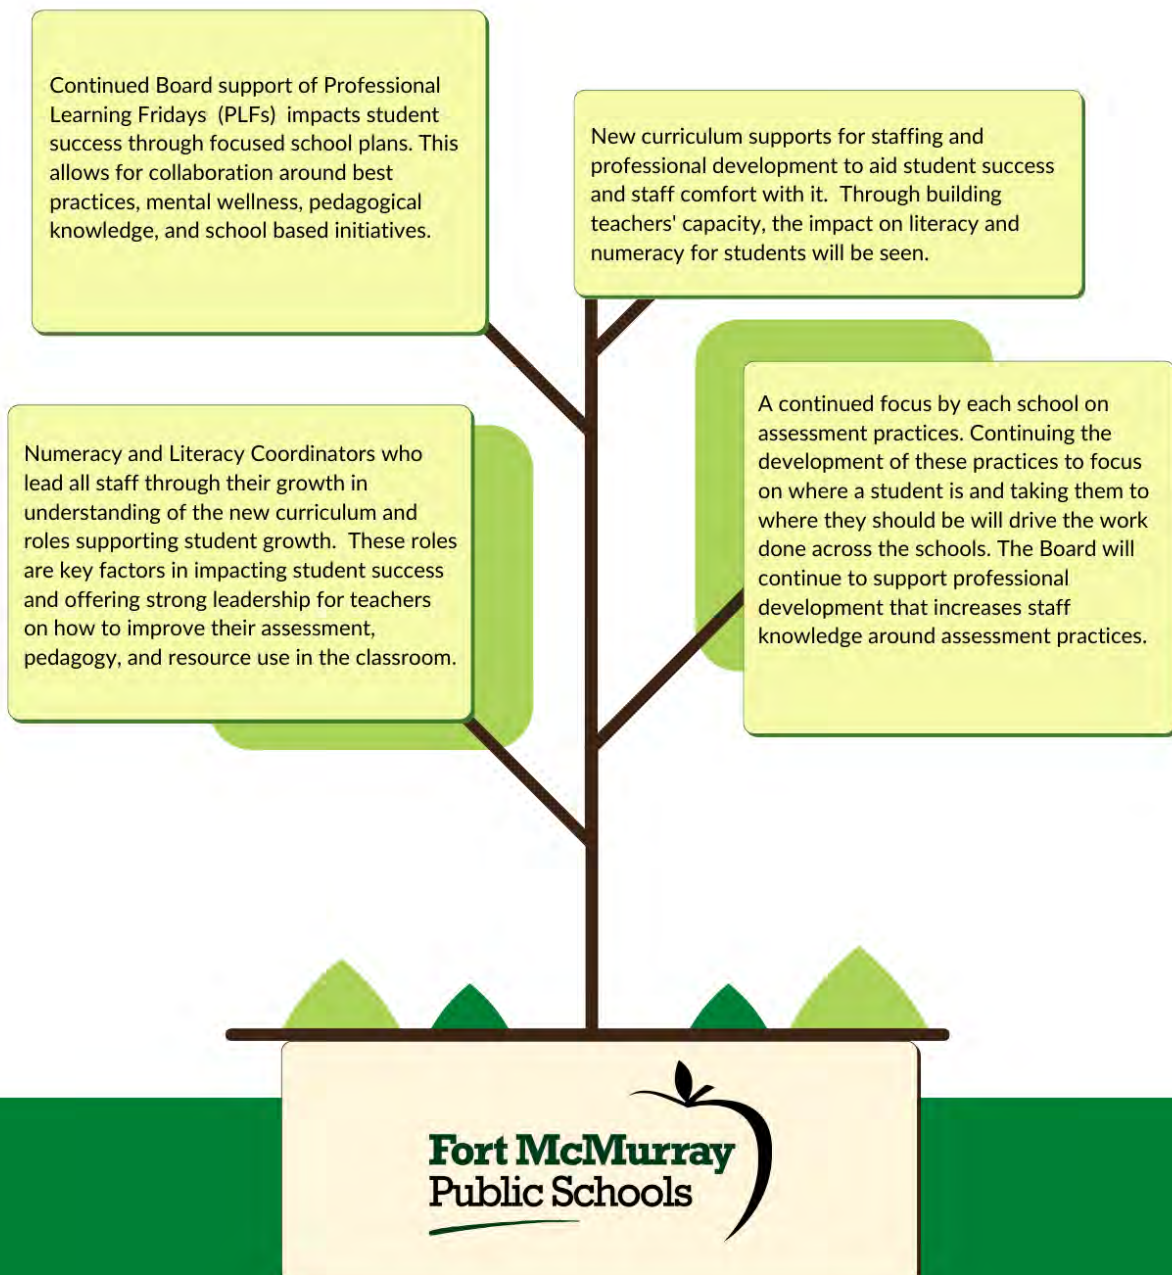 Continued Board support of Professional
Learning Fridays (PLFs) impacts student
success through focused school plans. This
allows for collaboration around best
practices, mental wellness, pedagogical
knowledge, and school based initiatives.
New curriculum supports for staffing and
professional development to aid student success
and staff comfort with it. Through building
teachers' capacity, the impact on literacy and
numeracy for students will be seen.
Numeracy and Literacy Coordinators who
lead all staff through their growth in
understanding of the new curriculum and
roles supporting student growth. These roles
are key factors in impacting student success
and offering strong leadership for teachers
on how to improve their assessment,
pedagogy, and resource use in the classroom.
A continued focus by each school on
assessment practices. Continuing the
development of these practices to focus
on where a student is and taking them to
where they should be will drive the work
done across the schools. The Board will
continue to support professional
development that increases staff
knowledge around assessment practices.
Fort McMurray
Public Schools